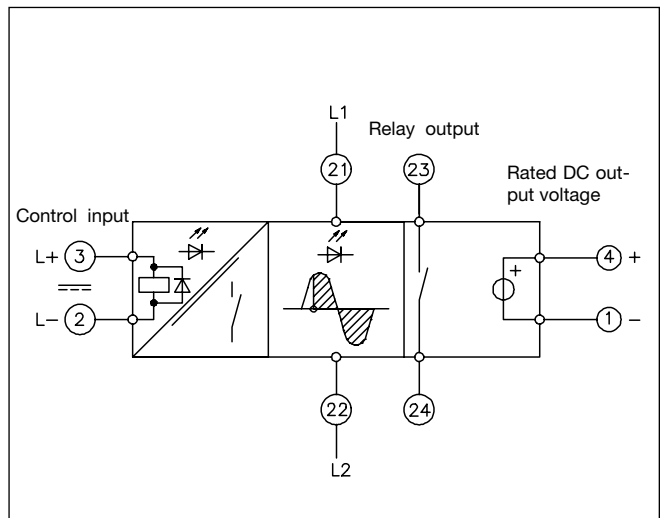 L1
Relay output
21
23
Rated DC out-
put voltage
Control input
L+ 3
4 +
+
L− 2
1 −
22
24
L2